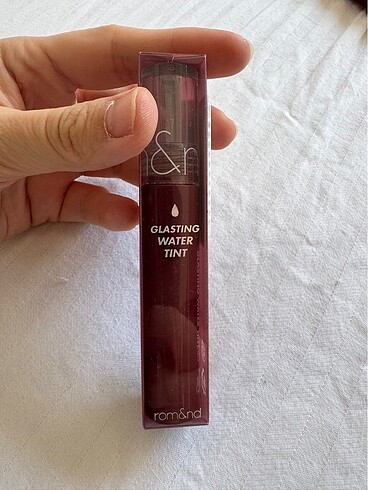 &n
GLASTING
WATER
TINT
rom&nd